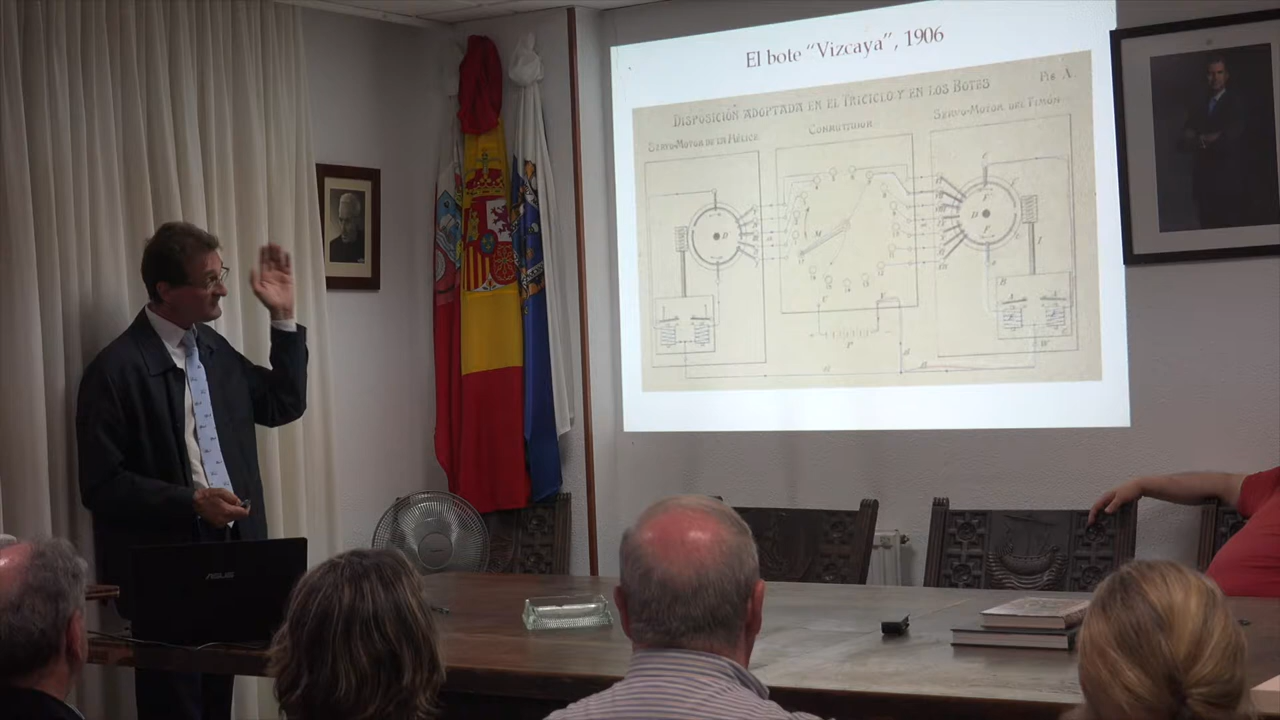 El bote “Vizcaya”, 1906
DISPOSICIÓN ADOPTADA EN EL TRICICLO Y EN LOS BOTES
FIG A.
SERVO-MOTOR DE LA HÉLICE
CONMUTADOR
SERVO-MOTOR DEL TIMÓN
D
M
D
F
F
I
B
E
E
P
W
ASUS